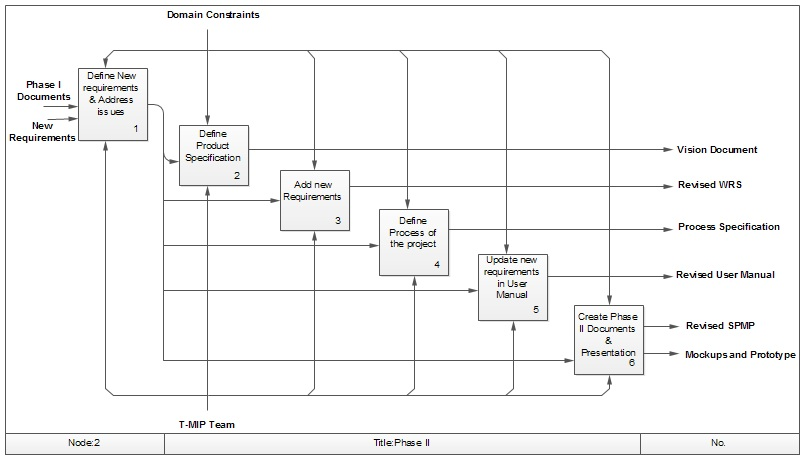 Domain Constraints
Phase I
Documents
New
Requirements
Define New
requirements
& Address
issues
1
Define
Product
Specification
2
Vision Document
Add new
Requirements
3
Revised WRS
Define
Process of
the project
4
Process Specification
Update new
requirements
in User
Manual
5
Revised User Manual
Create Phase
II Documents
&
Presentation
6
Revised SPMP
Mockups and Prototype
T-MIP Team
Node:2
Title:Phase II
No.